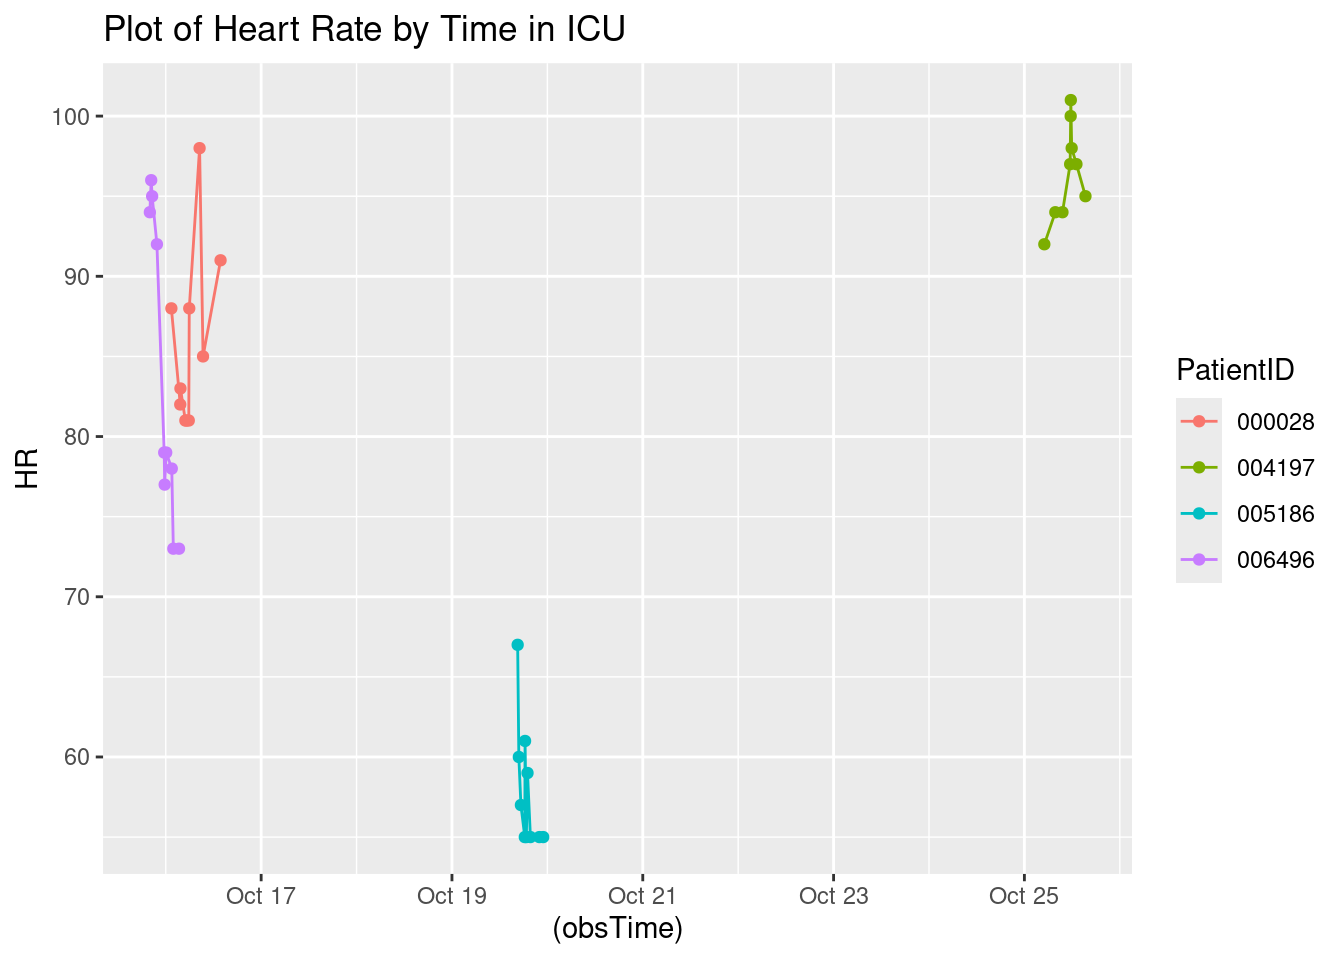 Plot of Heart Rate by Time in ICU
100
90
80
70
60
HR
Oct 17
Oct 19
Oct 21
Oct 23
Oct 25
(obsTime)
PatientID
000028
004197
005186
006496